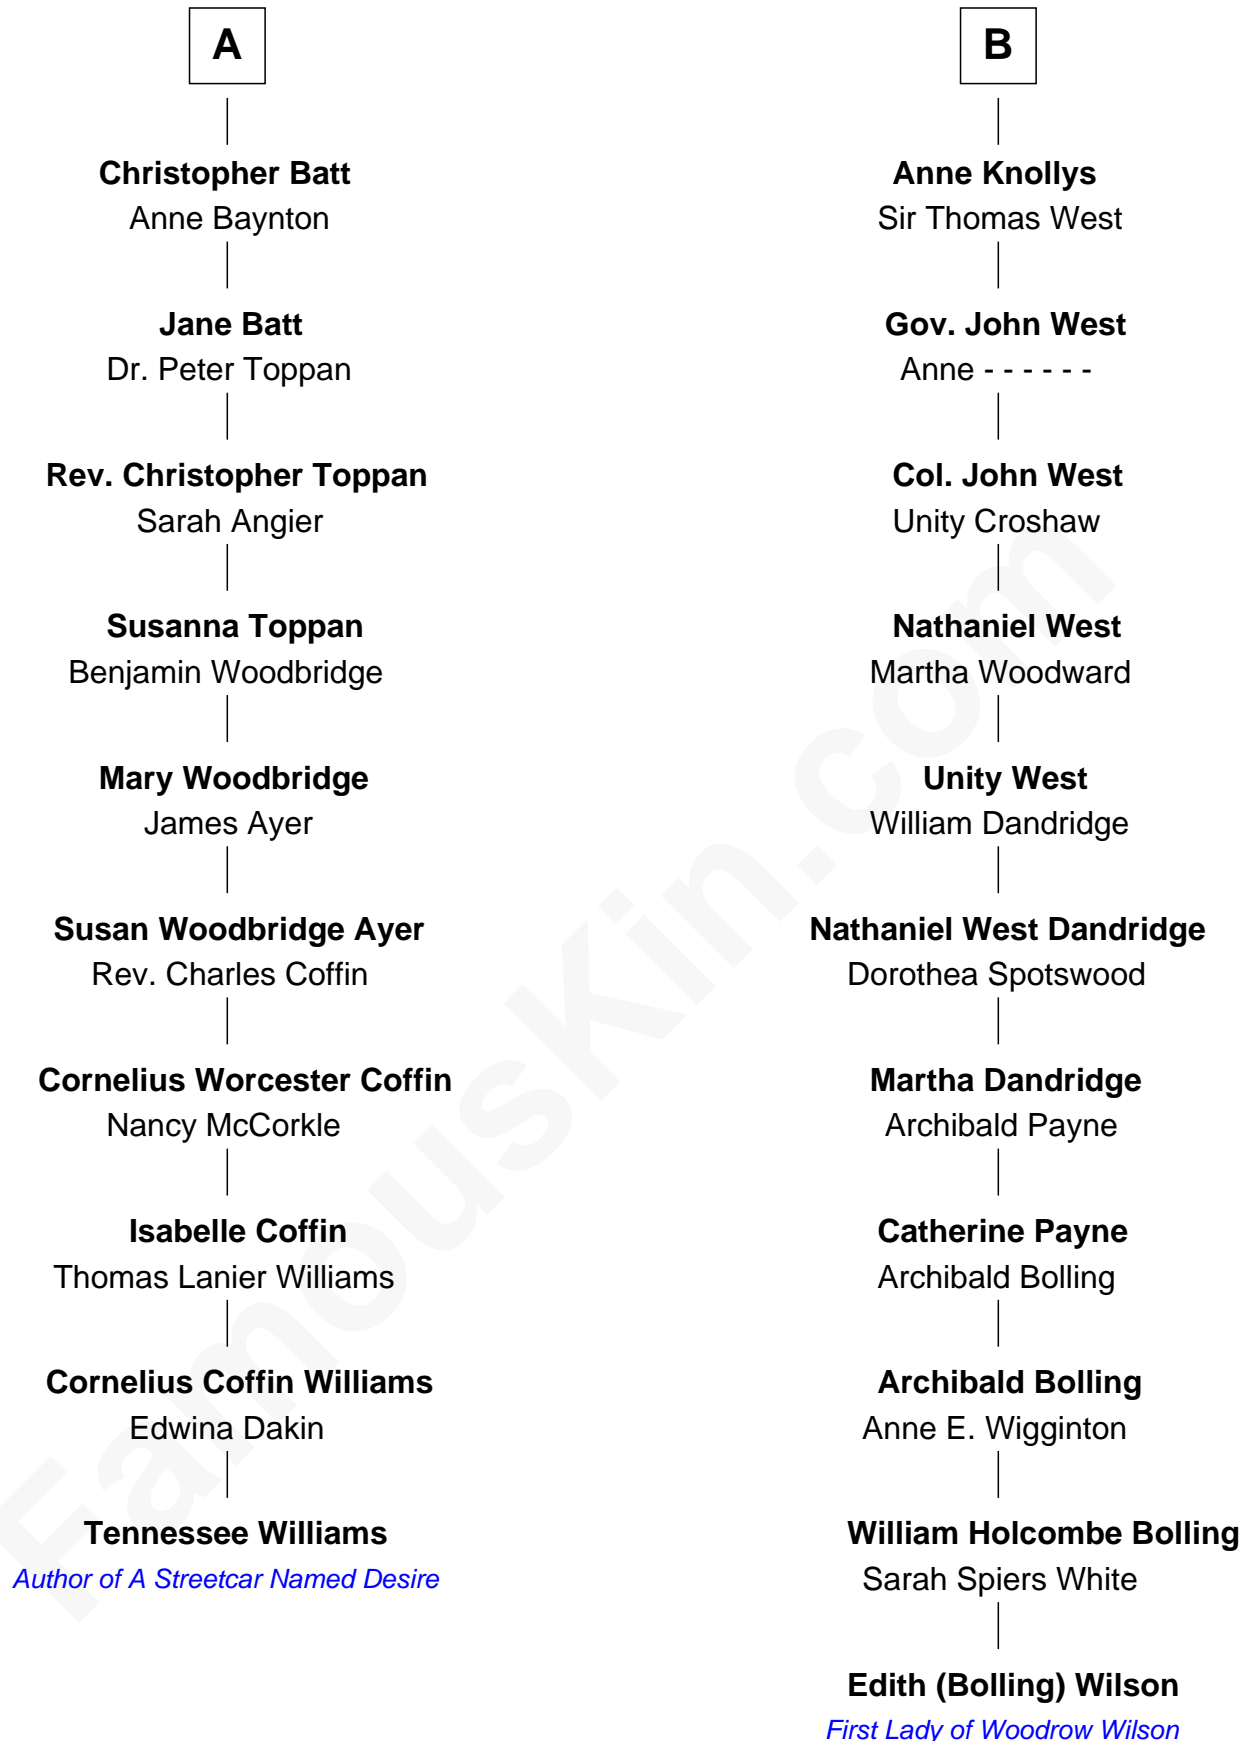 A
Christopher Batt
Anne Baynton
Jane Batt
Dr. Peter Toppan
Rev. Christopher Toppan
Sarah Angier
Susanna Toppan
Benjamin Woodbridge
Mary Woodbridge
James Ayer
Susan Woodbridge Ayer
Rev. Charles Coffin
Cornelius Worcester Coffin
Nancy McCorkle
Isabelle Coffin
Thomas Lanier Williams
Cornelius Coffin Williams
Edwina Dakin
Tennessee Williams
Author of A Streetcar Named Desire
B
Anne Knollys
Sir Thomas West
Gov. John West
Anne - - - - - -
Col. John West
Unity Croshaw
Nathaniel West
Martha Woodward
Unity West
William Dandridge
Nathaniel West Dandridge
Dorothea Spotswood
Martha Dandridge
Archibald Payne
Catherine Payne
Archibald Bolling
Archibald Bolling
Anne E. Wigginton
William Holcombe Bolling
Sarah Spiers White
Edith (Bolling) Wilson
First Lady of Woodrow Wilson
FamousKin.com